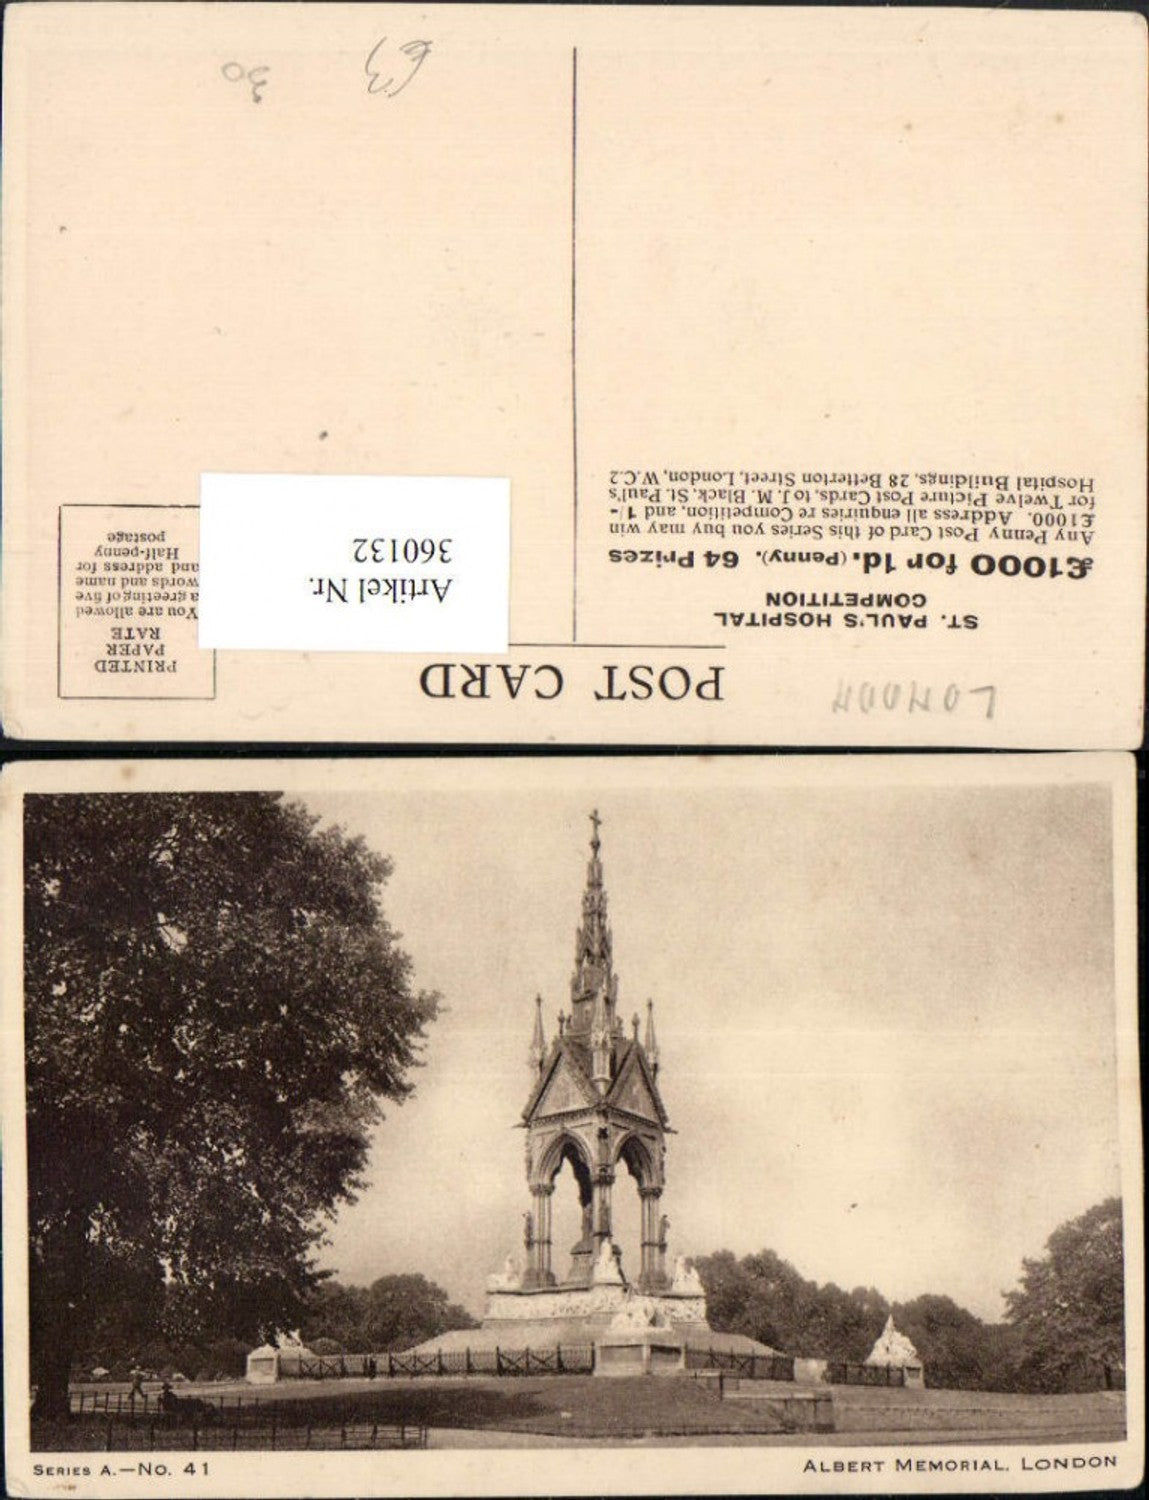 LONDON
POST CARD
ST. PAUL'S HOSPITAL
COMPETITION
£1000 for 1d. (Penny). 64 Prizes
Any Penny Post Card of this Series you buy may win
£1000. Address all enquiries re Competition, and 1/-
for Twelve Picture Post Cards, to J. M. Black, St. Paul's
Hospital Buildings, 28 Betterton Street, London, W.C.2
Artikel Nr.
360132
PRINTED
PAPER
RATE
You are allowed
a greeting of five
words and name
and address for
Half-penny
postage
£3
30
SERIES A.—NO. 41
ALBERT MEMORIAL, LONDON